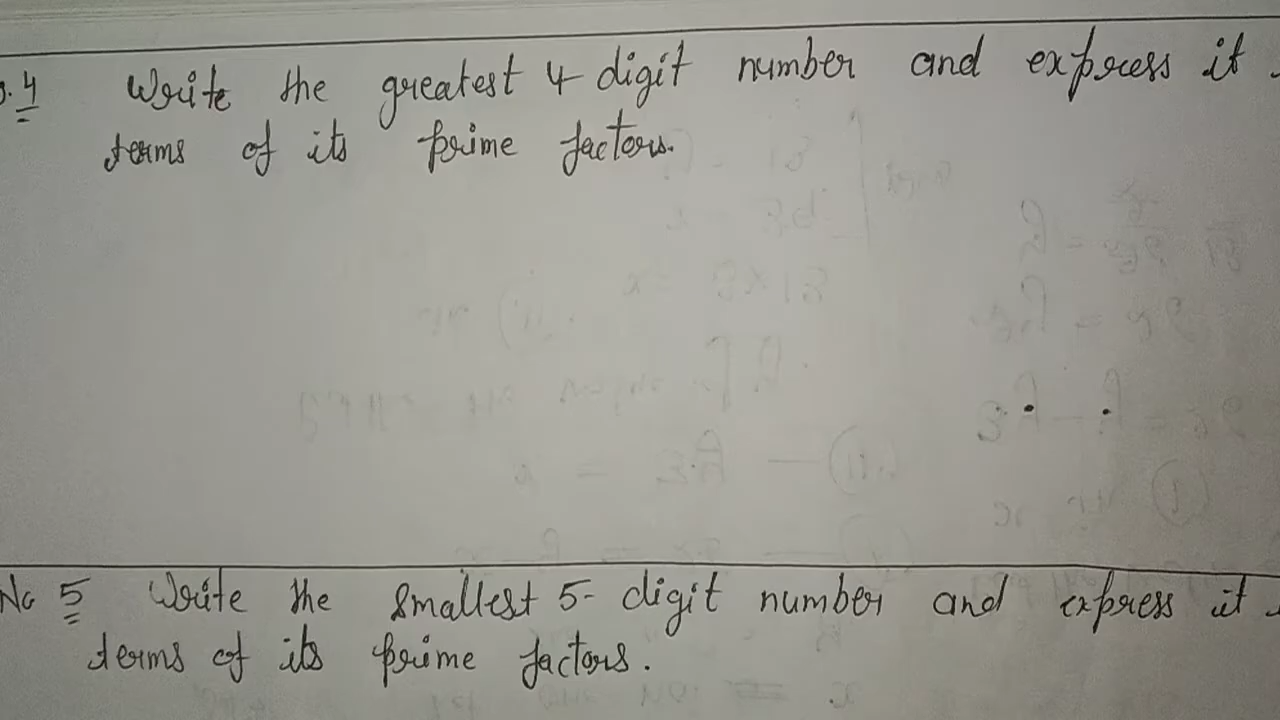 .4 Write the greatest 4 digit number and express it
terms of its prime factors.
No 5 Write the smallest 5- digit number and express it
terms of its prime factors.